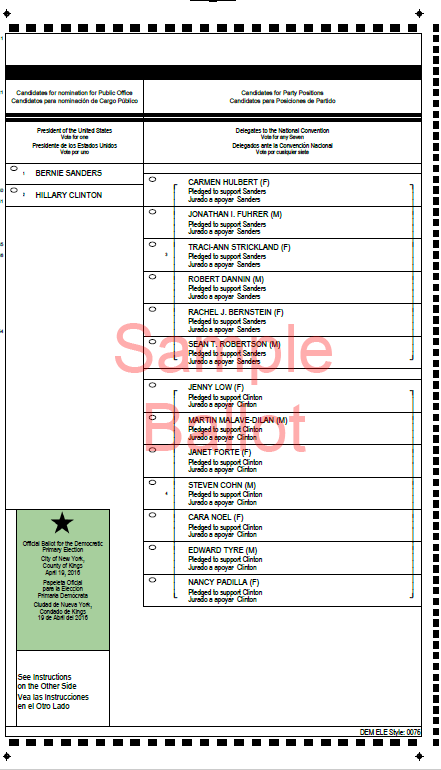 Candidates for nomination for Public Office
Candidatos para nominación de Cargo Público
Candidates for Party Positions
Candidatos para Posiciones de Partido
President of the United States
Vote for one
Presidente de los Estados Unidos
Vote por uno
Delegates to the National Convention
Vote for any Seven
Delegados ante la Convención Nacional
Vote por cualquier siete
1 BERNIE SANDERS
2 HILLARY CLINTON
CARMEN HULBERT (F)
Pledged to support Sanders
Jurado a apoyar Sanders
JONATHAN I. FUHRER (M)
Pledged to support Sanders
Jurado a apoyar Sanders
3
TRACI-ANN STRICKLAND (F)
Pledged to support Sanders
Jurado a apoyar Sanders
ROBERT DANNIN (M)
Pledged to support Sanders
Jurado a apoyar Sanders
RACHEL J. BERNSTEIN (F)
Pledged to support Sanders
Jurado a apoyar Sanders
SEAN T. ROBERTSON (M)
Pledged to support Sanders
Jurado a apoyar Sanders
Sample
Ballot
JENNY LOW (F)
Pledged to support Clinton
Jurado a apoyar Clinton
MARTIN MALAVE-DILAN (M)
Pledged to support Clinton
Jurado a apoyar Clinton
JANET FORTE (F)
Pledged to support Clinton
Jurado a apoyar Clinton
4
STEVEN COHN (M)
Pledged to support Clinton
Jurado a apoyar Clinton
CARA NOEL (F)
Pledged to support Clinton
Jurado a apoyar Clinton
EDWARD TYRE (M)
Pledged to support Clinton
Jurado a apoyar Clinton
NANCY PADILLA (F)
Pledged to support Clinton
Jurado a apoyar Clinton
Official Ballot for the Democratic
Primary Election
City of New York,
County of Kings
April 19, 2016
Papeleta Oficial
para la Eleccion
Primaria Democrata
Ciudad de Nueva York,
Condado de Kings
19 de Abril del 2016
See Instructions
on the Other Side
Vea las Instrucciones
en el Otro Lado
DEM ELE Style: 0076